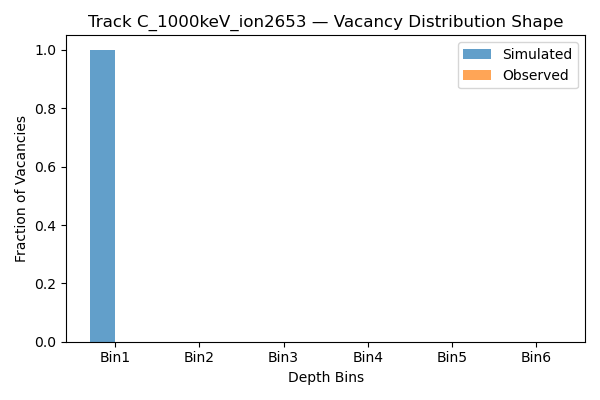 Track C_1000keV_ion2653 — Vacancy Distribution Shape
Simulated
Observed
Fraction of Vacancies
1.0
0.8
0.6
0.4
0.2
0.0
Bin1 Bin2 Bin3 Bin4 Bin5 Bin6
Depth Bins